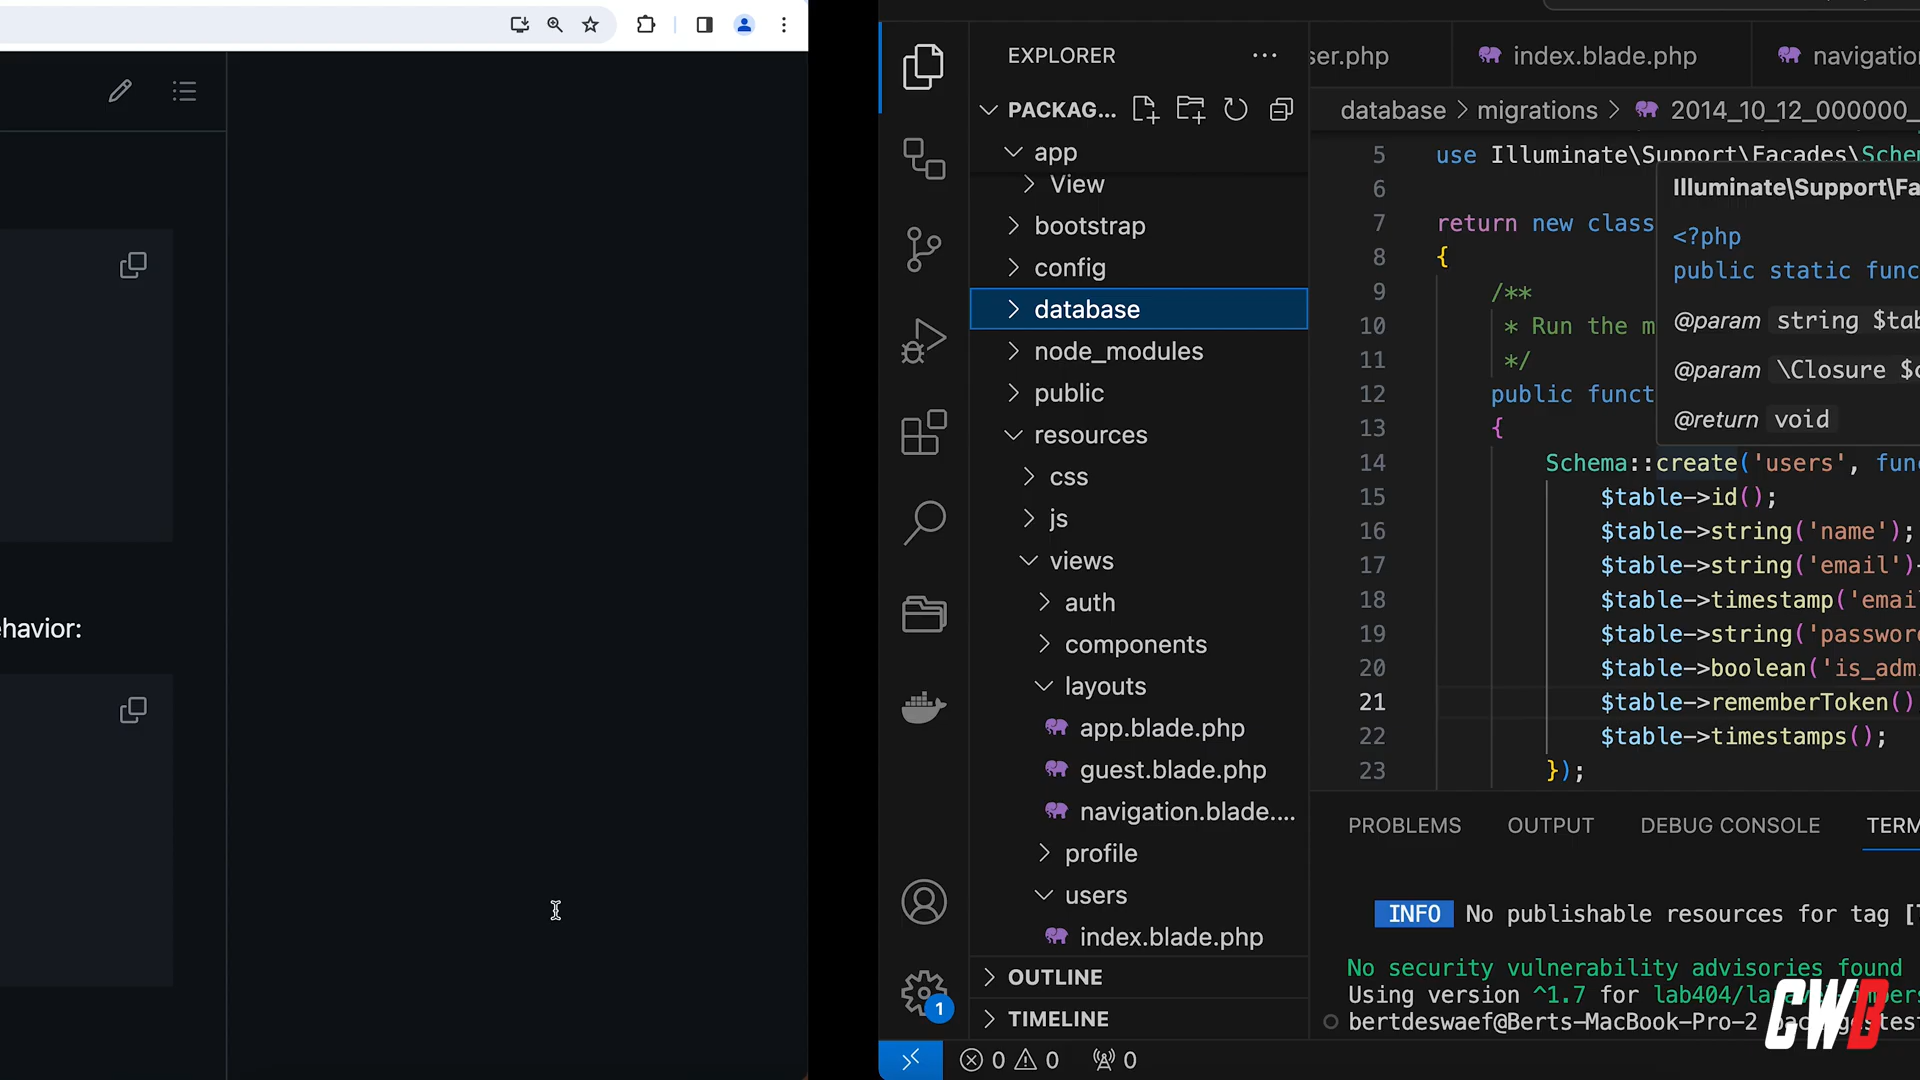 ehavior:
EXPLORER
PACKAG...
app
View
bootstrap
config
database
node_modules
public
resources
css
js
views
auth
components
layouts
app.blade.php
guest.blade.php
navigation.blade....
profile
users
index.blade.php
OUTLINE
TIMELINE
1
0 0 0
ser.php index.blade.php navigatio
database > migrations > 2014_10_12_000000_
5 use Illuminate\Support\Facades\Schem
6
7 return new class
8 {
9 /**
10 * Run the m
11 */
12 public funct
13 {
14 Schema::create('users', fun
15 $table->id();
16 $table->string('name');
17 $table->string('email')-
18 $table->timestamp('email
19 $table->string('password
20 $table->boolean('is_adm
21 $table->rememberToken()
22 $table->timestamps();
23 });
Illuminate\Support\Fa
<?php
public static func
@param string $tab
@param \Closure $c
@return void
PROBLEMS OUTPUT DEBUG CONSOLE TERM
INFO No publishable resources for tag [
No security vulnerability advisories found
Using version ^1.7 for lab404/la
bertdeswaef@Berts-MacBook-Pro-2
CWB